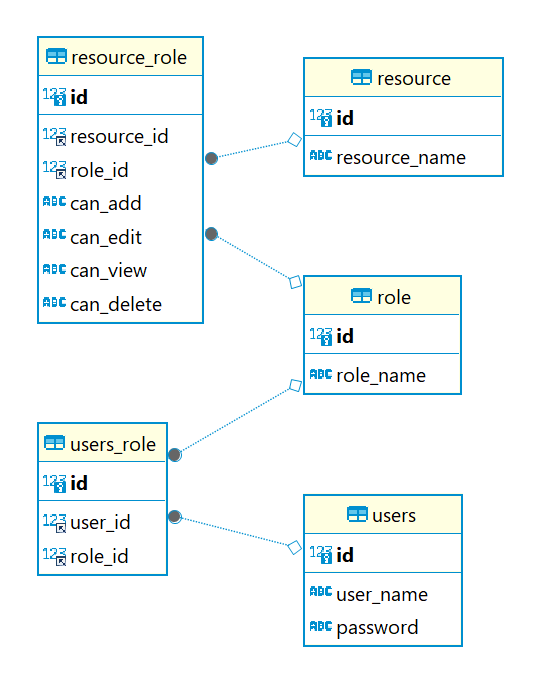 resource_role
123 id
123 resource_id
123 role_id
ABC can_add
ABC can_edit
ABC can_view
ABC can_delete
resource
123 id
ABC resource_name
role
123 id
ABC role_name
users_role
123 id
123 user_id
123 role_id
users
123 id
ABC user_name
ABC password